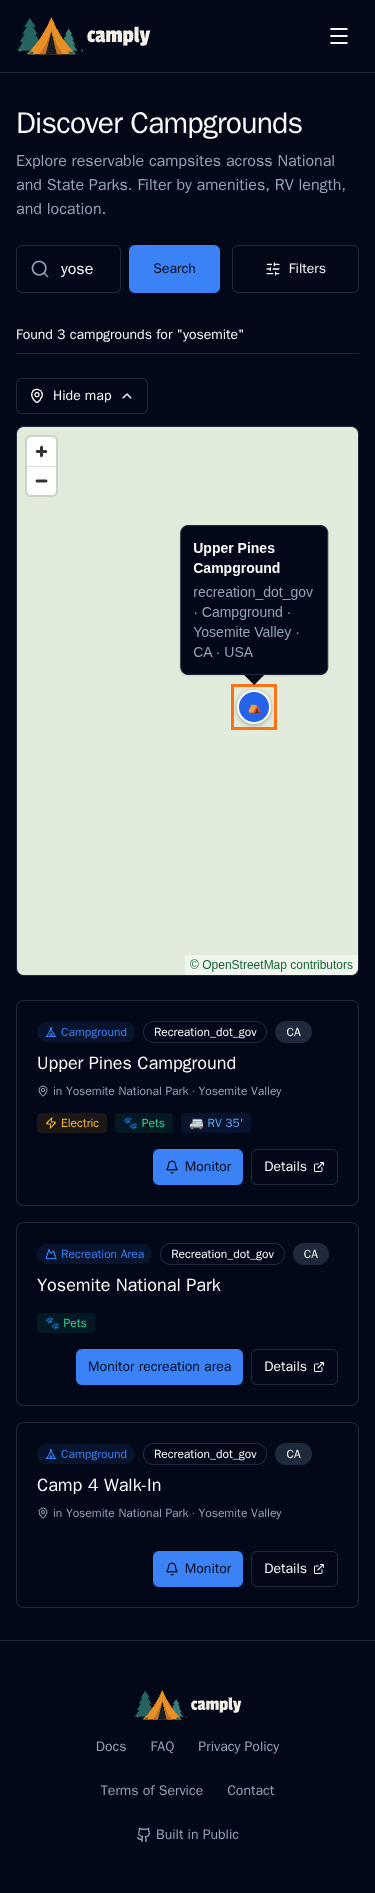 camply
Discover Campgrounds
Explore reservable campsites across National
and State Parks. Filter by amenities, RV length,
and location.
yose
Search
Filters
Found 3 campgrounds for "yosemite"
Hide map
+
−
Upper Pines
Campground
recreation_dot_gov
· Campground ·
Yosemite Valley ·
CA · USA
© OpenStreetMap contributors
Campground Recreation_dot_gov CA
Upper Pines Campground
in Yosemite National Park · Yosemite Valley
Electric Pets RV 35'
Monitor Details
Recreation Area Recreation_dot_gov CA
Yosemite National Park
Pets
Monitor recreation area Details
Campground Recreation_dot_gov CA
Camp 4 Walk-In
in Yosemite National Park · Yosemite Valley
Monitor Details
camply
Docs FAQ Privacy Policy
Terms of Service Contact
Built in Public